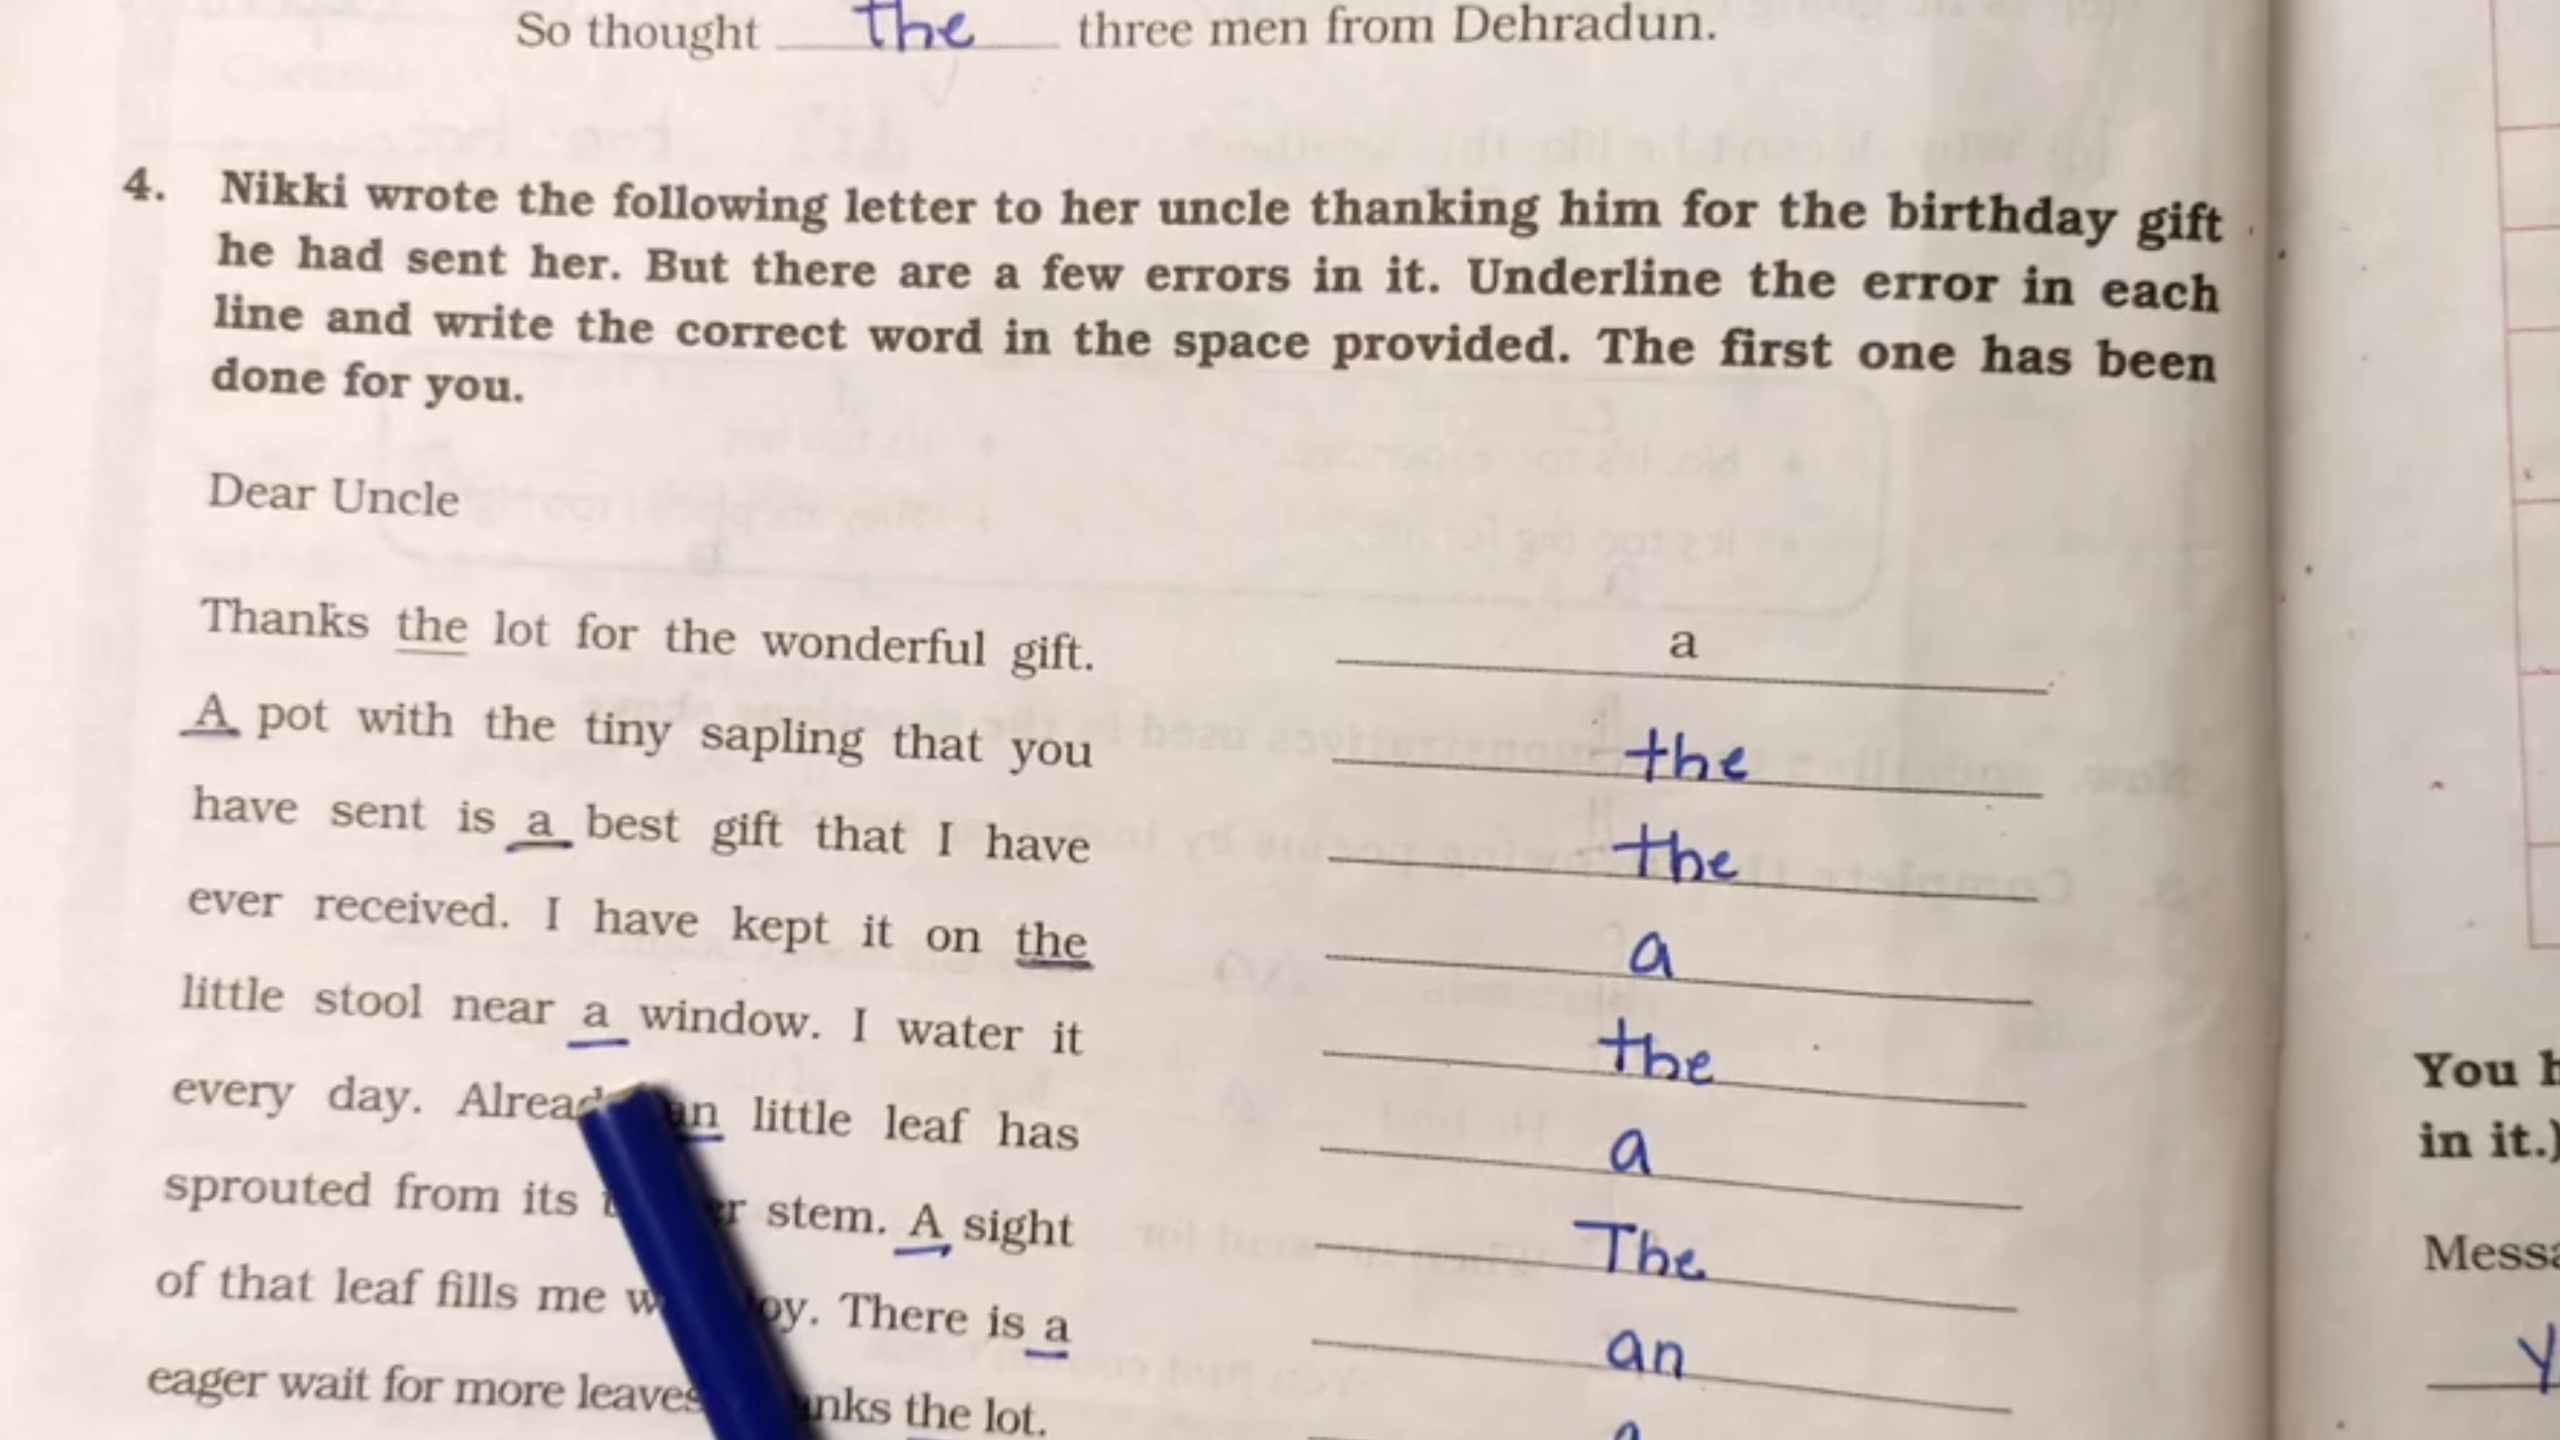 So thought the three men from Dehradun.
4. Nikki wrote the following letter to her uncle thanking him for the birthday gift
he had sent her. But there are a few errors in it. Underline the error in each
line and write the correct word in the space provided. The first one has been
done for you.
Dear Uncle
Thanks the lot for the wonderful gift. a
A pot with the tiny sapling that you the
have sent is a best gift that I have the
ever received. I have kept it on the a
little stool near a window. I water it the
every day. an little leaf has a
sprouted from its stem. A sight The
of that leaf fills me There is a an
eager wait for more leaves the lot.
You
in it.)